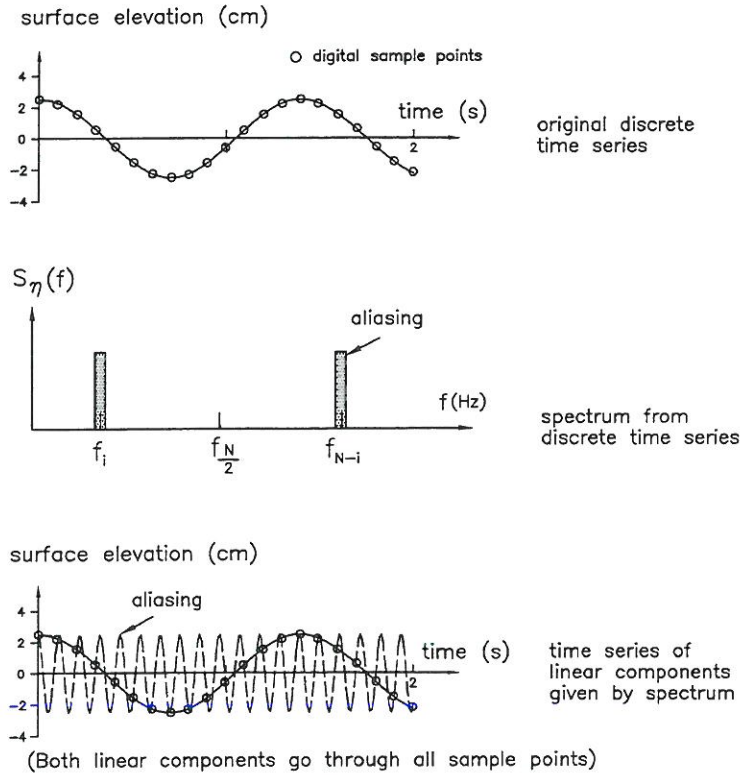 surface elevation (cm)
digital sample points
4
2
0
-2
-4
time (s)
1
2
original discrete
time series
Sη(f)
aliasing
f(Hz)
fi
fN/2
fN-i
spectrum from
discrete time series
surface elevation (cm)
aliasing
4
2
0
-2
-4
time (s)
2
time series of
linear components
given by spectrum
(Both linear components go through all sample points)